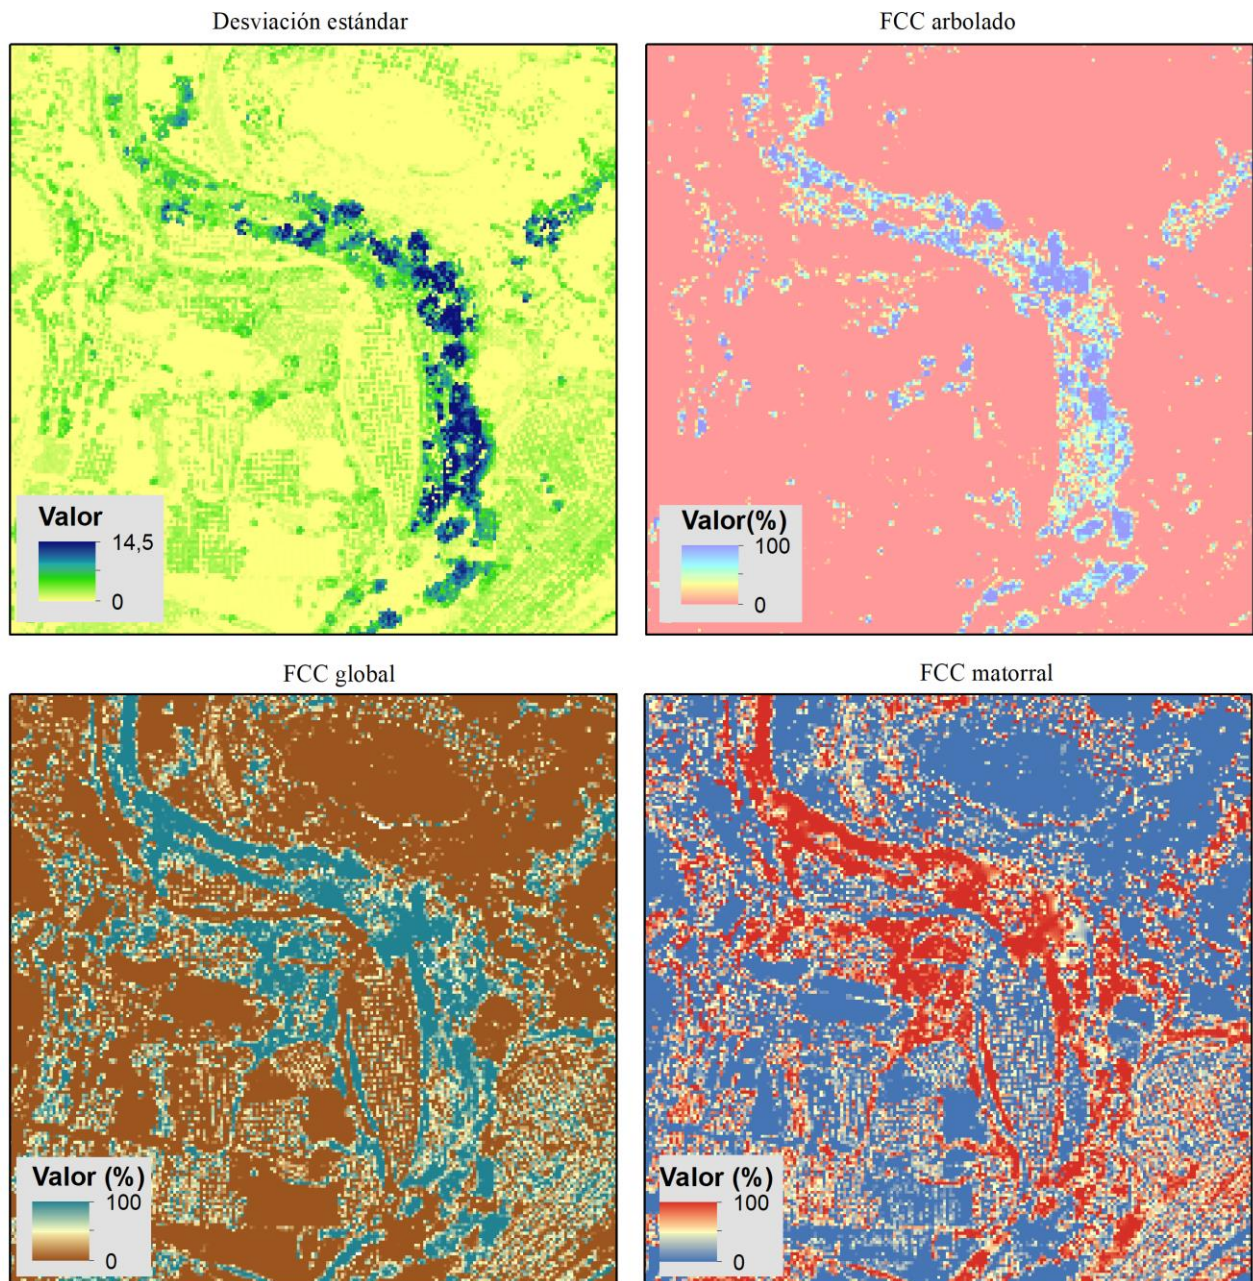 Desviación estándar
FCC arbolado
Valor
14,5
0
Valor(%)
100
0
FCC global
FCC matorral
Valor (%)
100
0
Valor (%)
100
0